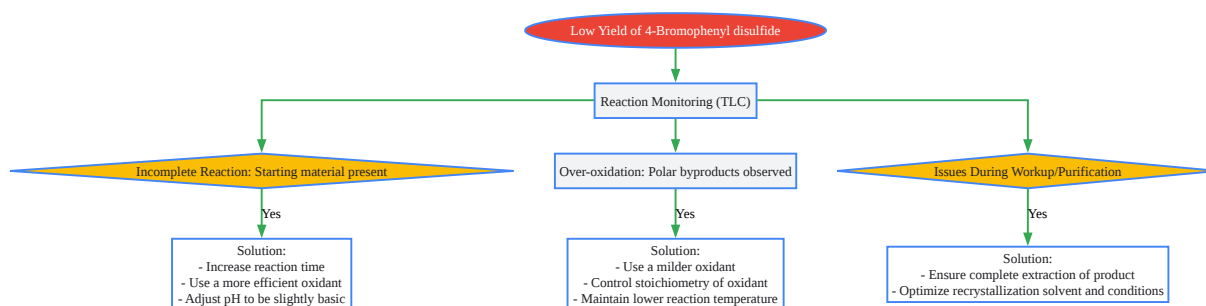 Low Yield of 4-Bromophenyl disulfide
Reaction Monitoring (TLC)
Incomplete Reaction: Starting material present
Over-oxidation: Polar byproducts observed
Issues During Workup/Purification
Yes
Yes
Yes
Solution:
- Increase reaction time
- Use a more efficient oxidant
- Adjust pH to be slightly basic
Solution:
- Use a milder oxidant
- Control stoichiometry of oxidant
- Maintain lower reaction temperature
Solution:
- Ensure complete extraction of product
- Optimize recrystallization solvent and conditions